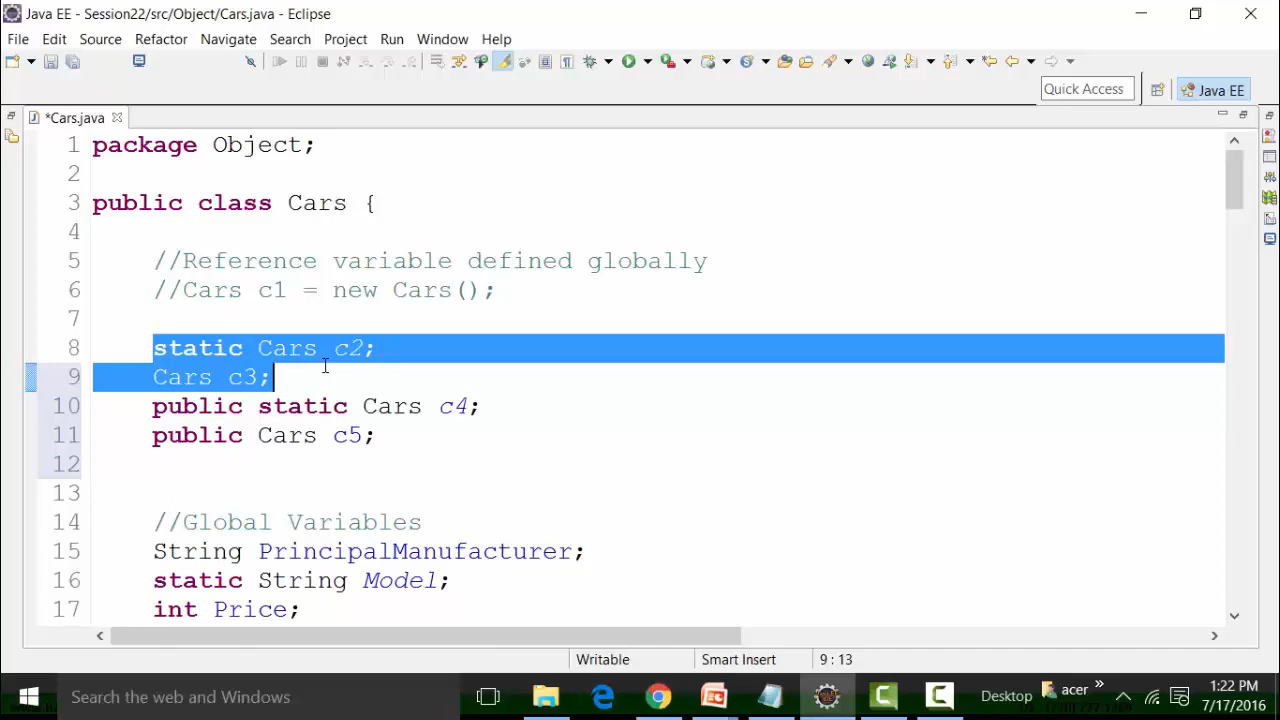 Java EE - Session22/src/Object/Cars.java - Eclipse
File Edit Source Refactor Navigate Search Project Run Window Help
Quick Access
Java EE
*Cars.java
1 package Object;
2
3 public class Cars {
4
5 //Reference variable defined globally
6 //Cars c1 = new Cars();
7
8 static Cars c2;
9 Cars c3;
10 public static Cars c4;
11 public Cars c5;
12
13
14 //Global Variables
15 String PrincipalManufacturer;
16 static String Model;
17 int Price;
Writable Smart Insert 9 : 13
Search the web and Windows
Desktop
acer
1:22 PM
7/17/2016